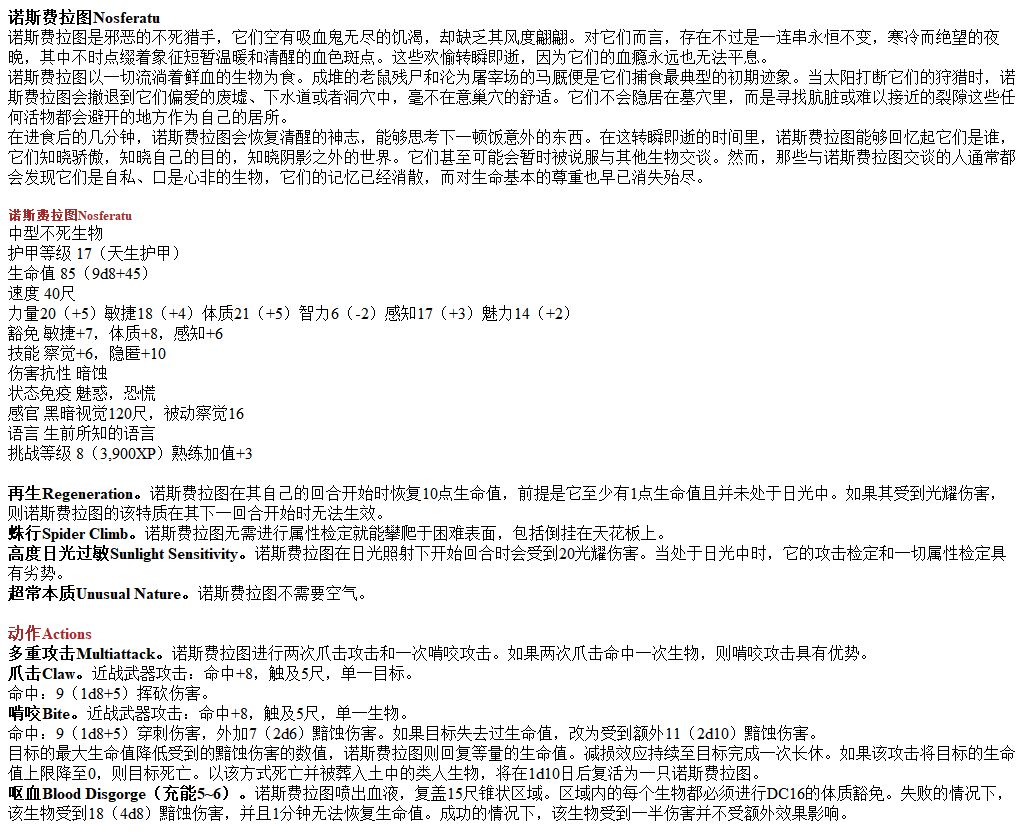 诺斯费拉图Nosferatu
诺斯费拉图是邪恶的不死猎手，它们空有吸血鬼无尽的饥渴，却缺乏其风度翩翩。对它们而言，存在不过是一连串永恒不变，寒冷而绝望的夜
晚，其中不时点缀着象征短暂温暖和清醒的血色斑点。这些欢愉转瞬即逝，因为它们的血瘾永远也无法平息。
诺斯费拉图以一切流淌着鲜血的生物为食。成堆的老鼠残尸和沦为屠宰场的马厩便是它们捕食最典型的初期迹象。当太阳打断它们的狩猎时，诺
斯费拉图会撤退到它们偏爱的废墟、下水道或者洞穴中，毫不在意巢穴的舒适。它们不会隐居在墓穴里，而是寻找肮脏或难以接近的裂隙这些任
何活物都会避开的地方作为自己的居所。
在进食后的几分钟，诺斯费拉图会恢复清醒的神志，能够思考下一顿饭意外的东西。在这转瞬即逝的时间里，诺斯费拉图能够回忆起它们是谁，
它们知晓骄傲，知晓自己的目的，知晓阴影之外的世界。它们甚至可能会暂时被说服与其他生物交谈。然而，那些与诺斯费拉图交谈的人通常都
会发现它们是自私、口是心非的生物，它们的记忆已经消散，而对生命基本的尊重也早已消失殆尽。
诺斯费拉图Nosferatu
中型不死生物
护甲等级 17（天生护甲）
生命值 85（9d8+45）
速度 40尺
力量20（+5）敏捷18（+4）体质21（+5）智力6（-2）感知17（+3）魅力14（+2）
豁免 敏捷+7，体质+8，感知+6
技能 察觉+6，隐匿+10
伤害抗性 暗蚀
状态免疫 魅惑，恐慌
感官 黑暗视觉120尺，被动察觉16
语言 生前所知的语言
挑战等级 8（3,900XP）熟练加值+3
再生Regeneration。诺斯费拉图在其自己的回合开始时恢复10点生命值，前提是它至少有1点生命值且并未处于日光中。如果其受到光耀伤害，
则诺斯费拉图的该特质在其下一回合开始时无法生效。
蛛行Spider Climb。诺斯费拉图无需进行属性检定就能攀爬于困难表面，包括倒挂在天花板上。
高度日光过敏Sunlight Sensitivity。诺斯费拉图在日光照射下开始回合时会受到20光耀伤害。当处于日光中时，它的攻击检定和一切属性检定具
有劣势。
超常本质Unusual Nature。诺斯费拉图不需要空气。
动作Actions
多重攻击Multiattack。诺斯费拉图进行两次爪击攻击和一次啃咬攻击。如果两次爪击命中一次生物，则啃咬攻击具有优势。
爪击Claw。近战武器攻击：命中+8，触及5尺，单一目标。
命中：9（1d8+5）挥砍伤害。
啃咬Bite。近战武器攻击：命中+8，触及5尺，单一生物。
命中：9（1d8+5）穿刺伤害，外加7（2d6）黯蚀伤害。如果目标失去过生命值，改为受到额外11（2d10）黯蚀伤害。
目标的最大生命值降低受到的黯蚀伤害的数值，诺斯费拉图则回复等量的生命值。减损效应持续至目标完成一次长休。如果该攻击将目标的生命
值上限降至0，则目标死亡。以该方式死亡并被葬入土中的类人生物，将在1d10日后复活为一只诺斯费拉图。
呕血Blood Disgorge（充能5~6）。诺斯费拉图喷出血液，复盖15尺锥状区域。区域内的每个生物都必须进行DC16的体质豁免。失败的情况下，
该生物受到18（4d8）黯蚀伤害，并且1分钟无法恢复生命值。成功的情况下，该生物受到一半伤害并不受额外效果影响。